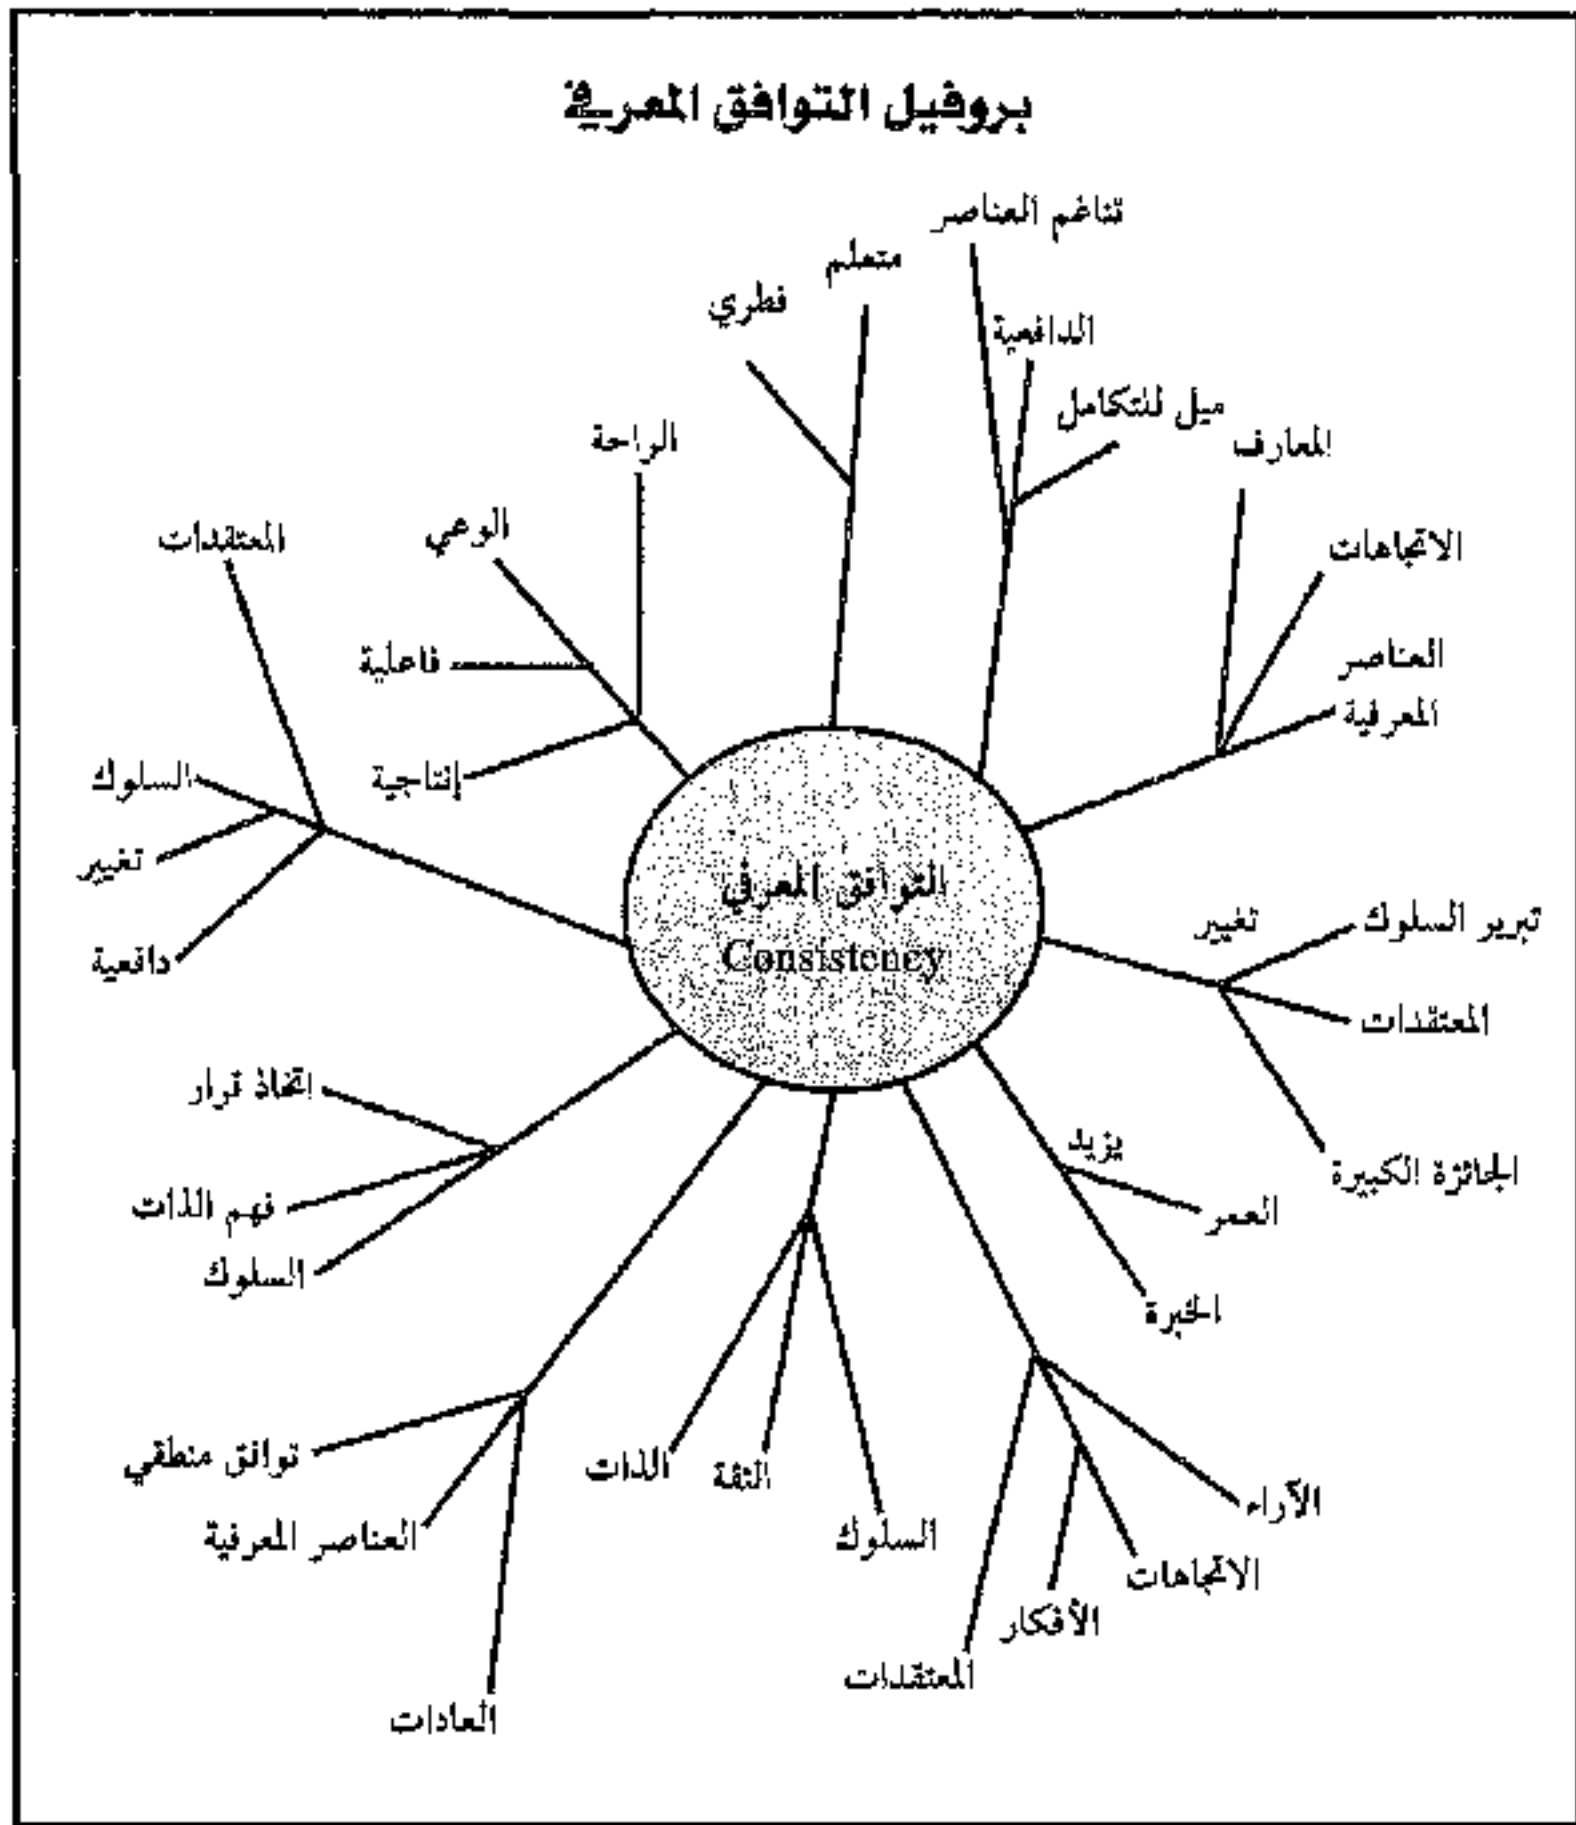 بروفيل التوافق المعرفي
تناغم العناصر
متعلم
فطري
الدافعية
ميل للتكامل
المعارف
الراحة
الوعي
المعتقدات
الاتجاهات
فاعلية
العناصر
المعرفية
إنتاجية
السلوك
تغيير
دافعية
التوافق المعرفي
Consistency
تغيير
تبرير السلوك
المعتقدات
الجائزة الكبيرة
يزيد
العمر
الخبرة
اتخاذ قرار
فهم الذات
السلوك
توافق منطقي
العناصر المعرفية
العادات
الذات
الثقة
السلوك
الآراء
الاتجاهات
الأفكار
المعتقدات